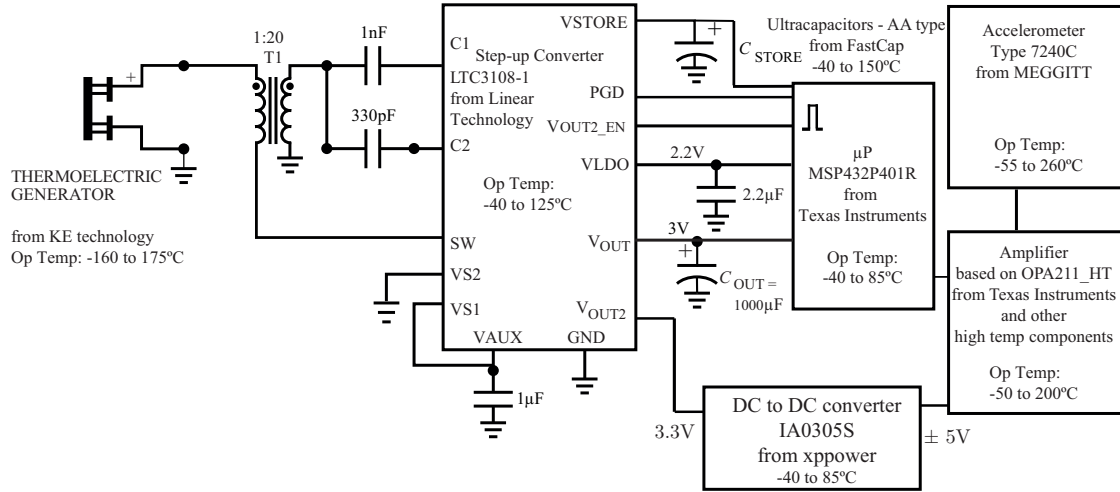 1:20
T1
+
THERMOELECTRIC
GENERATOR
from KE technology
Op Temp: -160 to 175ºC
1nF
330pF
C1
Step-up Converter
LTC3108-1
from Linear
Technology
C2
Op Temp:
-40 to 125ºC
SW
VS2
VS1
VAUX
GND
1µF
VSTORE
PGD
VOUT2_EN
VLDO
VOUT
VOUT2
+
CSTORE
Ultracapacitors - AA type
from FastCap
-40 to 150ºC
2.2V
2.2µF
3V
+
COUT =
1000µF
µP
MSP432P401R
from
Texas Instruments
Op Temp:
-40 to 85ºC
Accelerometer
Type 7240C
from MEGGITT
Op Temp:
-55 to 260ºC
Amplifier
based on OPA211_HT
from Texas Instruments
and other
high temp components
Op Temp:
-50 to 200ºC
3.3V
DC to DC converter
IA0305S
from xppower
-40 to 85ºC
± 5V